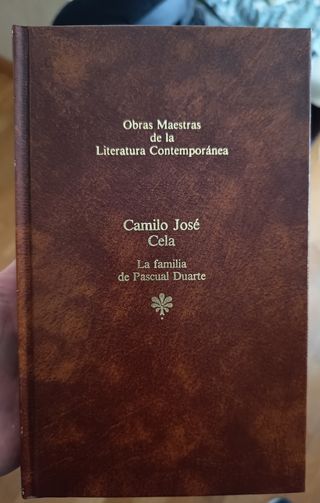 Obras Maestras
de la
Literatura Contemporánea
Camilo José
Cela
La familia
de Pascual Duarte